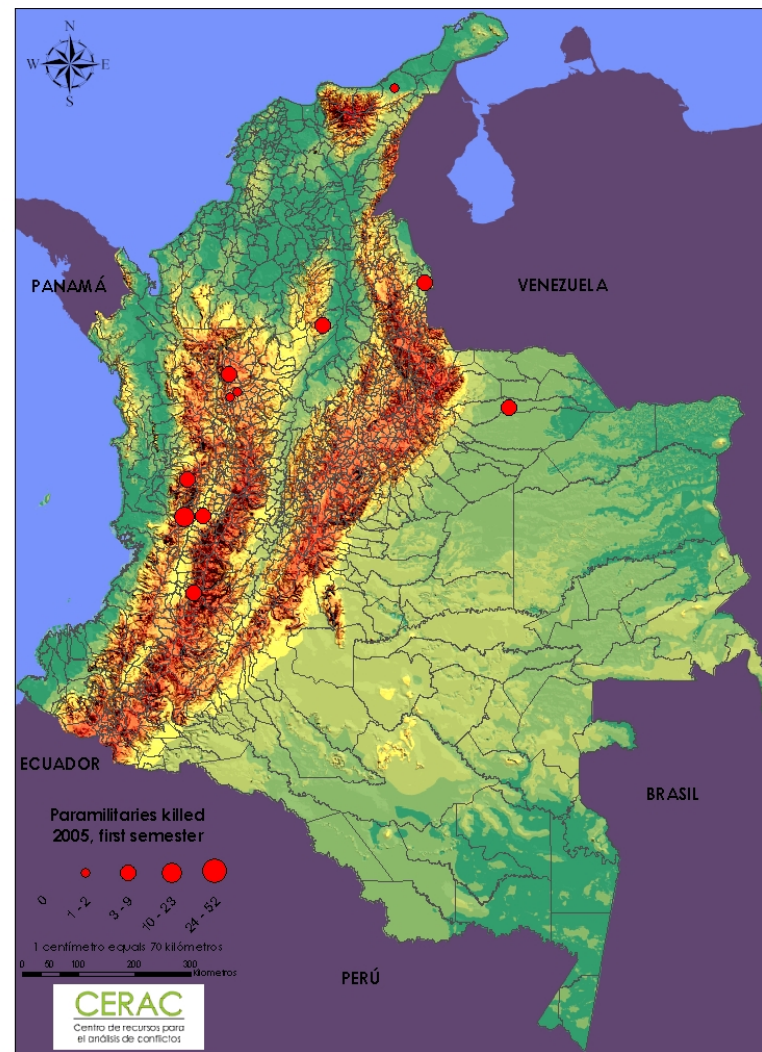 N
W E
S
PANAMÁ
VENEZUELA
ECUADOR
BRASIL
PERÚ
Paramilitaries killed
2005, first semester
0
1 - 2
3 - 9
10 - 23
24 - 52
1 centímetro equals 70 kilómetros
0 50 100 200 300
Kilometros
CERAC
Centro de recursos para
el análisis de conflictos